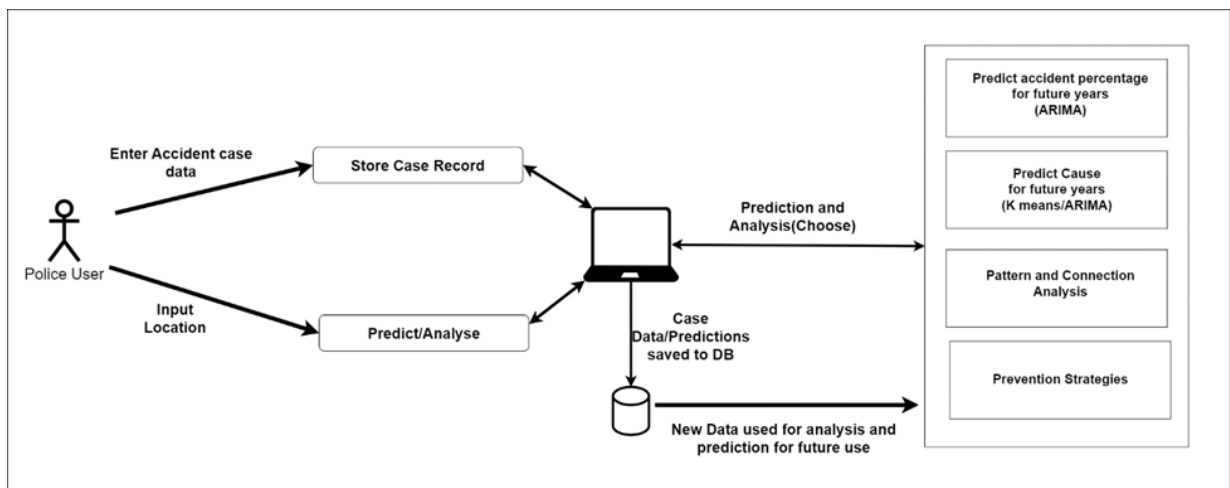 Enter Accident case
data
Police User
Input
Location
Store Case Record
Predict/Analyse
Prediction and
Analysis(Choose)
Case
Data/Predictions
saved to DB
New Data used for analysis and
prediction for future use
Predict accident percentage
for future years
(ARIMA)
Predict Cause
for future years
(K means/ARIMA)
Pattern and Connection
Analysis
Prevention Strategies